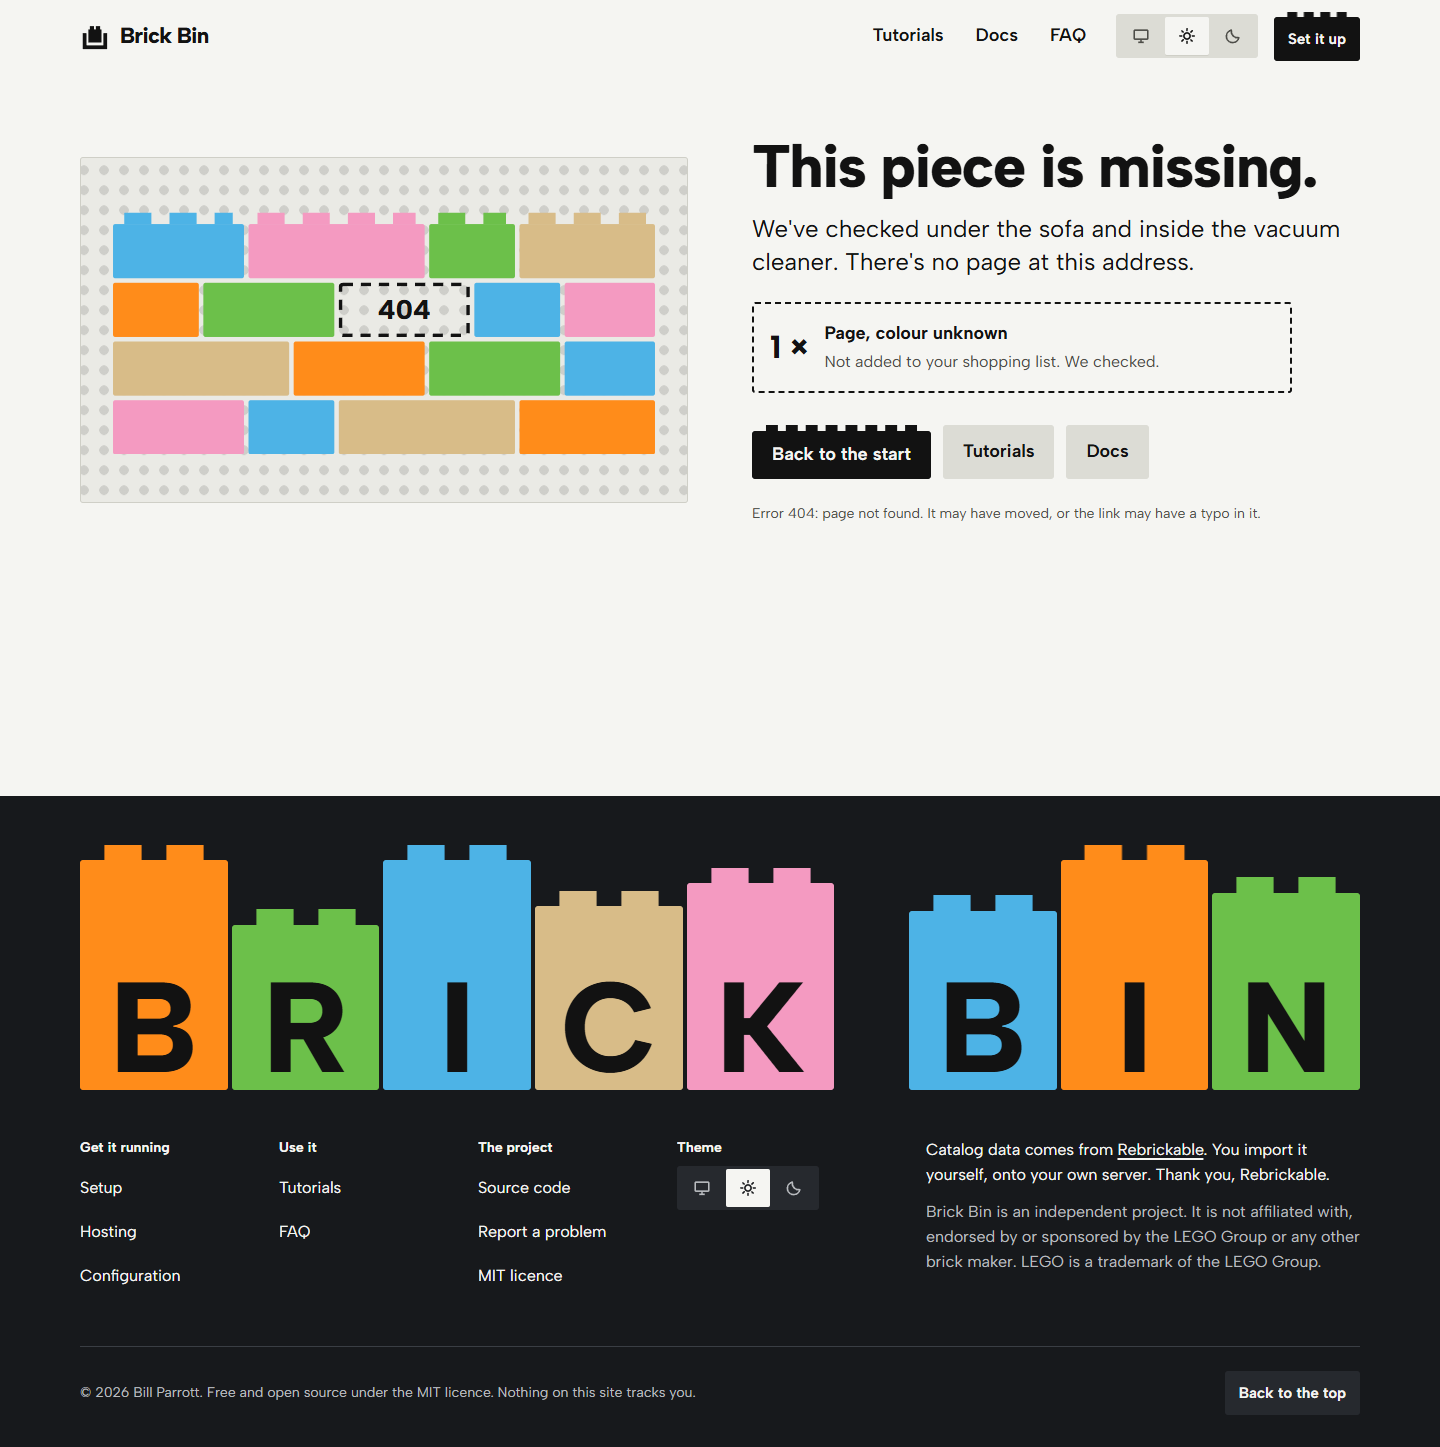 Brick Bin
Tutorials
Docs
FAQ
Set it up
This piece is missing.
We've checked under the sofa and inside the vacuum
cleaner. There's no page at this address.
404
1 ×
Page, colour unknown
Not added to your shopping list. We checked.
Back to the start
Tutorials
Docs
Error 404: page not found. It may have moved, or the link may have a typo in it.
BRICK BIN
Get it running
Setup
Hosting
Configuration
Use it
Tutorials
FAQ
The project
Source code
Report a problem
MIT licence
Theme
Catalog data comes from Rebrickable. You import it
yourself, onto your own server. Thank you, Rebrickable.
Brick Bin is an independent project. It is not affiliated with,
endorsed by or sponsored by the LEGO Group or any other
brick maker. LEGO is a trademark of the LEGO Group.
© 2026 Bill Parrott. Free and open source under the MIT licence. Nothing on this site tracks you.
Back to the top